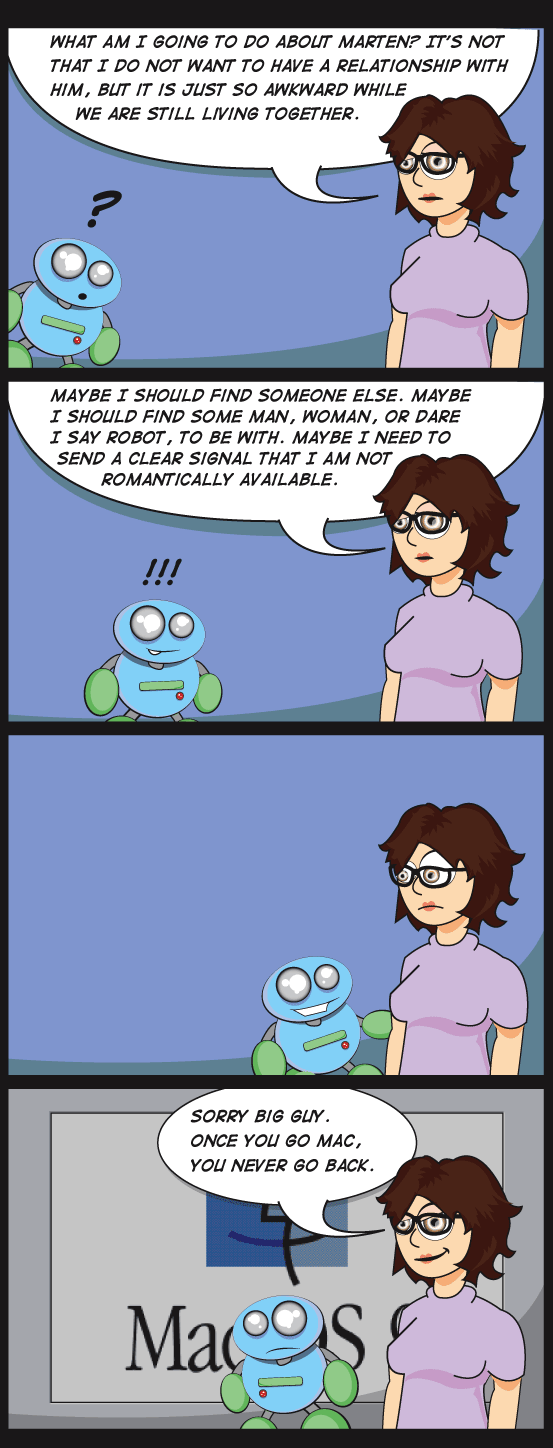 WHAT AM I GOING TO DO ABOUT MARTEN? IT'S NOT
THAT I DO NOT WANT TO HAVE A RELATIONSHIP WITH
HIM, BUT IT IS JUST SO AWKWARD WHILE
WE ARE STILL LIVING TOGETHER.
?
MAYBE I SHOULD FIND SOMEONE ELSE. MAYBE
I SHOULD FIND SOME MAN, WOMAN, OR DARE
I SAY ROBOT, TO BE WITH. MAYBE I NEED TO
SEND A CLEAR SIGNAL THAT I AM NOT
ROMANTICALLY AVAILABLE.
!!!
SORRY BIG GUY.
ONCE YOU GO MAC,
YOU NEVER GO BACK.
Mac OS